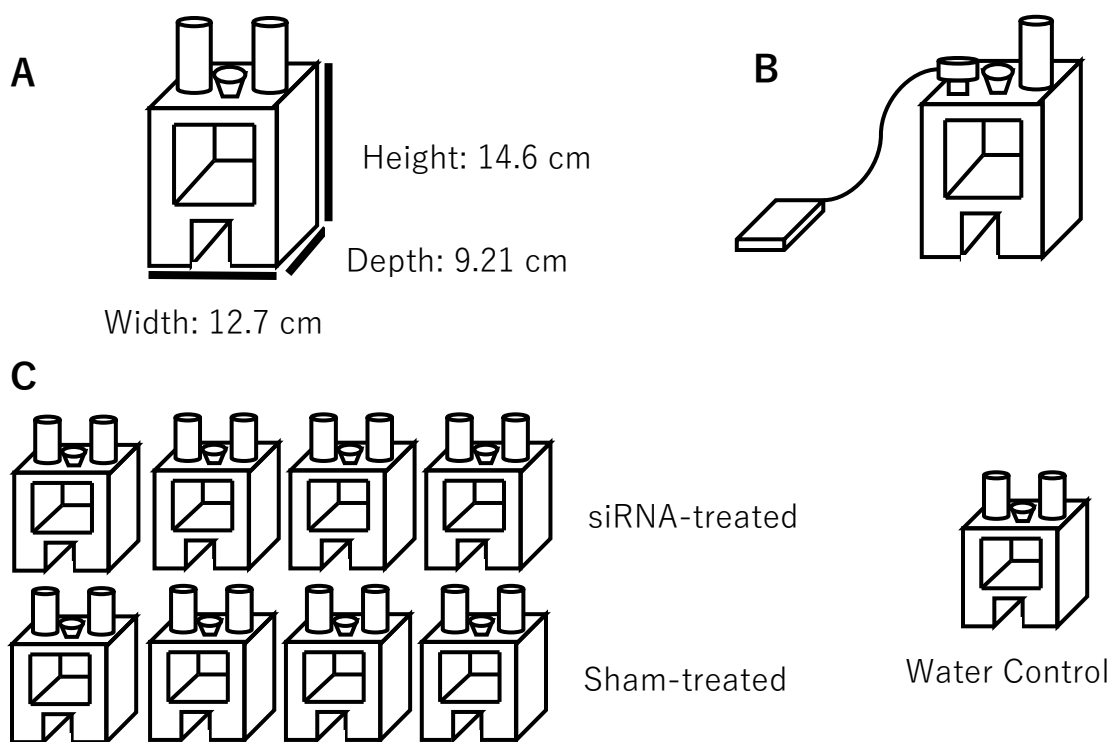 A
B
Height: 14.6 cm
Depth: 9.21 cm
Width: 12.7 cm
C
siRNA-treated
Sham-treated
Water Control